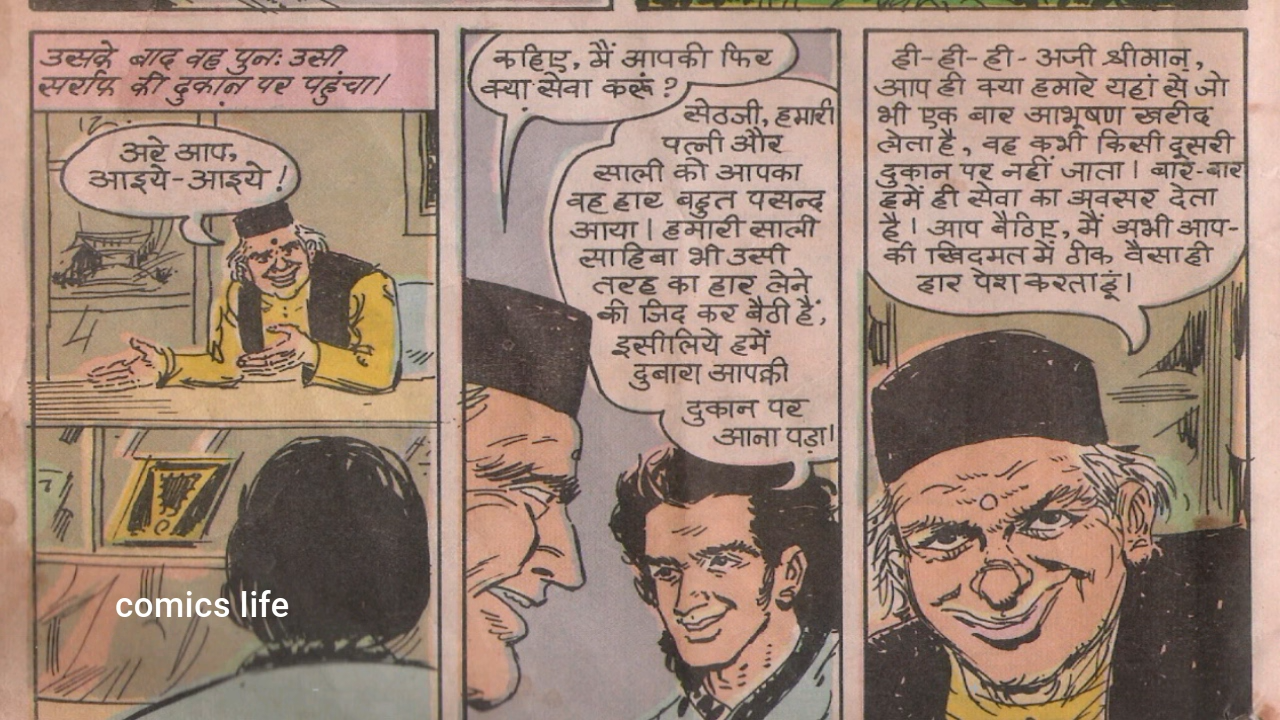 उसके बाद वह पुनः उसी
सर्राफ की दुकान पर पहुंचा।
अरे आप,
आइये-आइये !
कहिए, मैं आपकी फिर
क्या सेवा करूं ?
सेठजी, हमारी
पत्नी और
साली को आपका
वह हार बहुत पसन्द
आया। हमारी साली
साहिबा भी उसी
तरह का हार लेने
की जिद कर बैठी हैं,
इसीलिये हमें
दुबारा आपकी
दुकान पर
आना पड़ा!
ही-ही-ही- अजी श्रीमान,
आप ही क्या हमारे यहां से जो
भी एक बार आभूषण खरीद
लेता है, वह कभी किसी दूसरी
दुकान पर नहीं जाता। बार-बार
हमें ही सेवा का अवसर देता
है। आप बैठिए, मैं अभी आप-
की खिदमत में ठीक वैसा ही
हार पेश करता हूं।
comics life